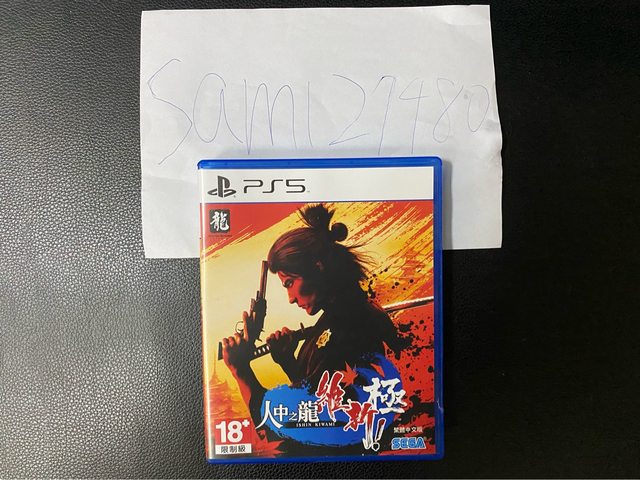 sami27480
PS5
龍
人中之龍
維新!
極
ISHIN KIWAMI
繁體中文版
18+
限制級
SEGA